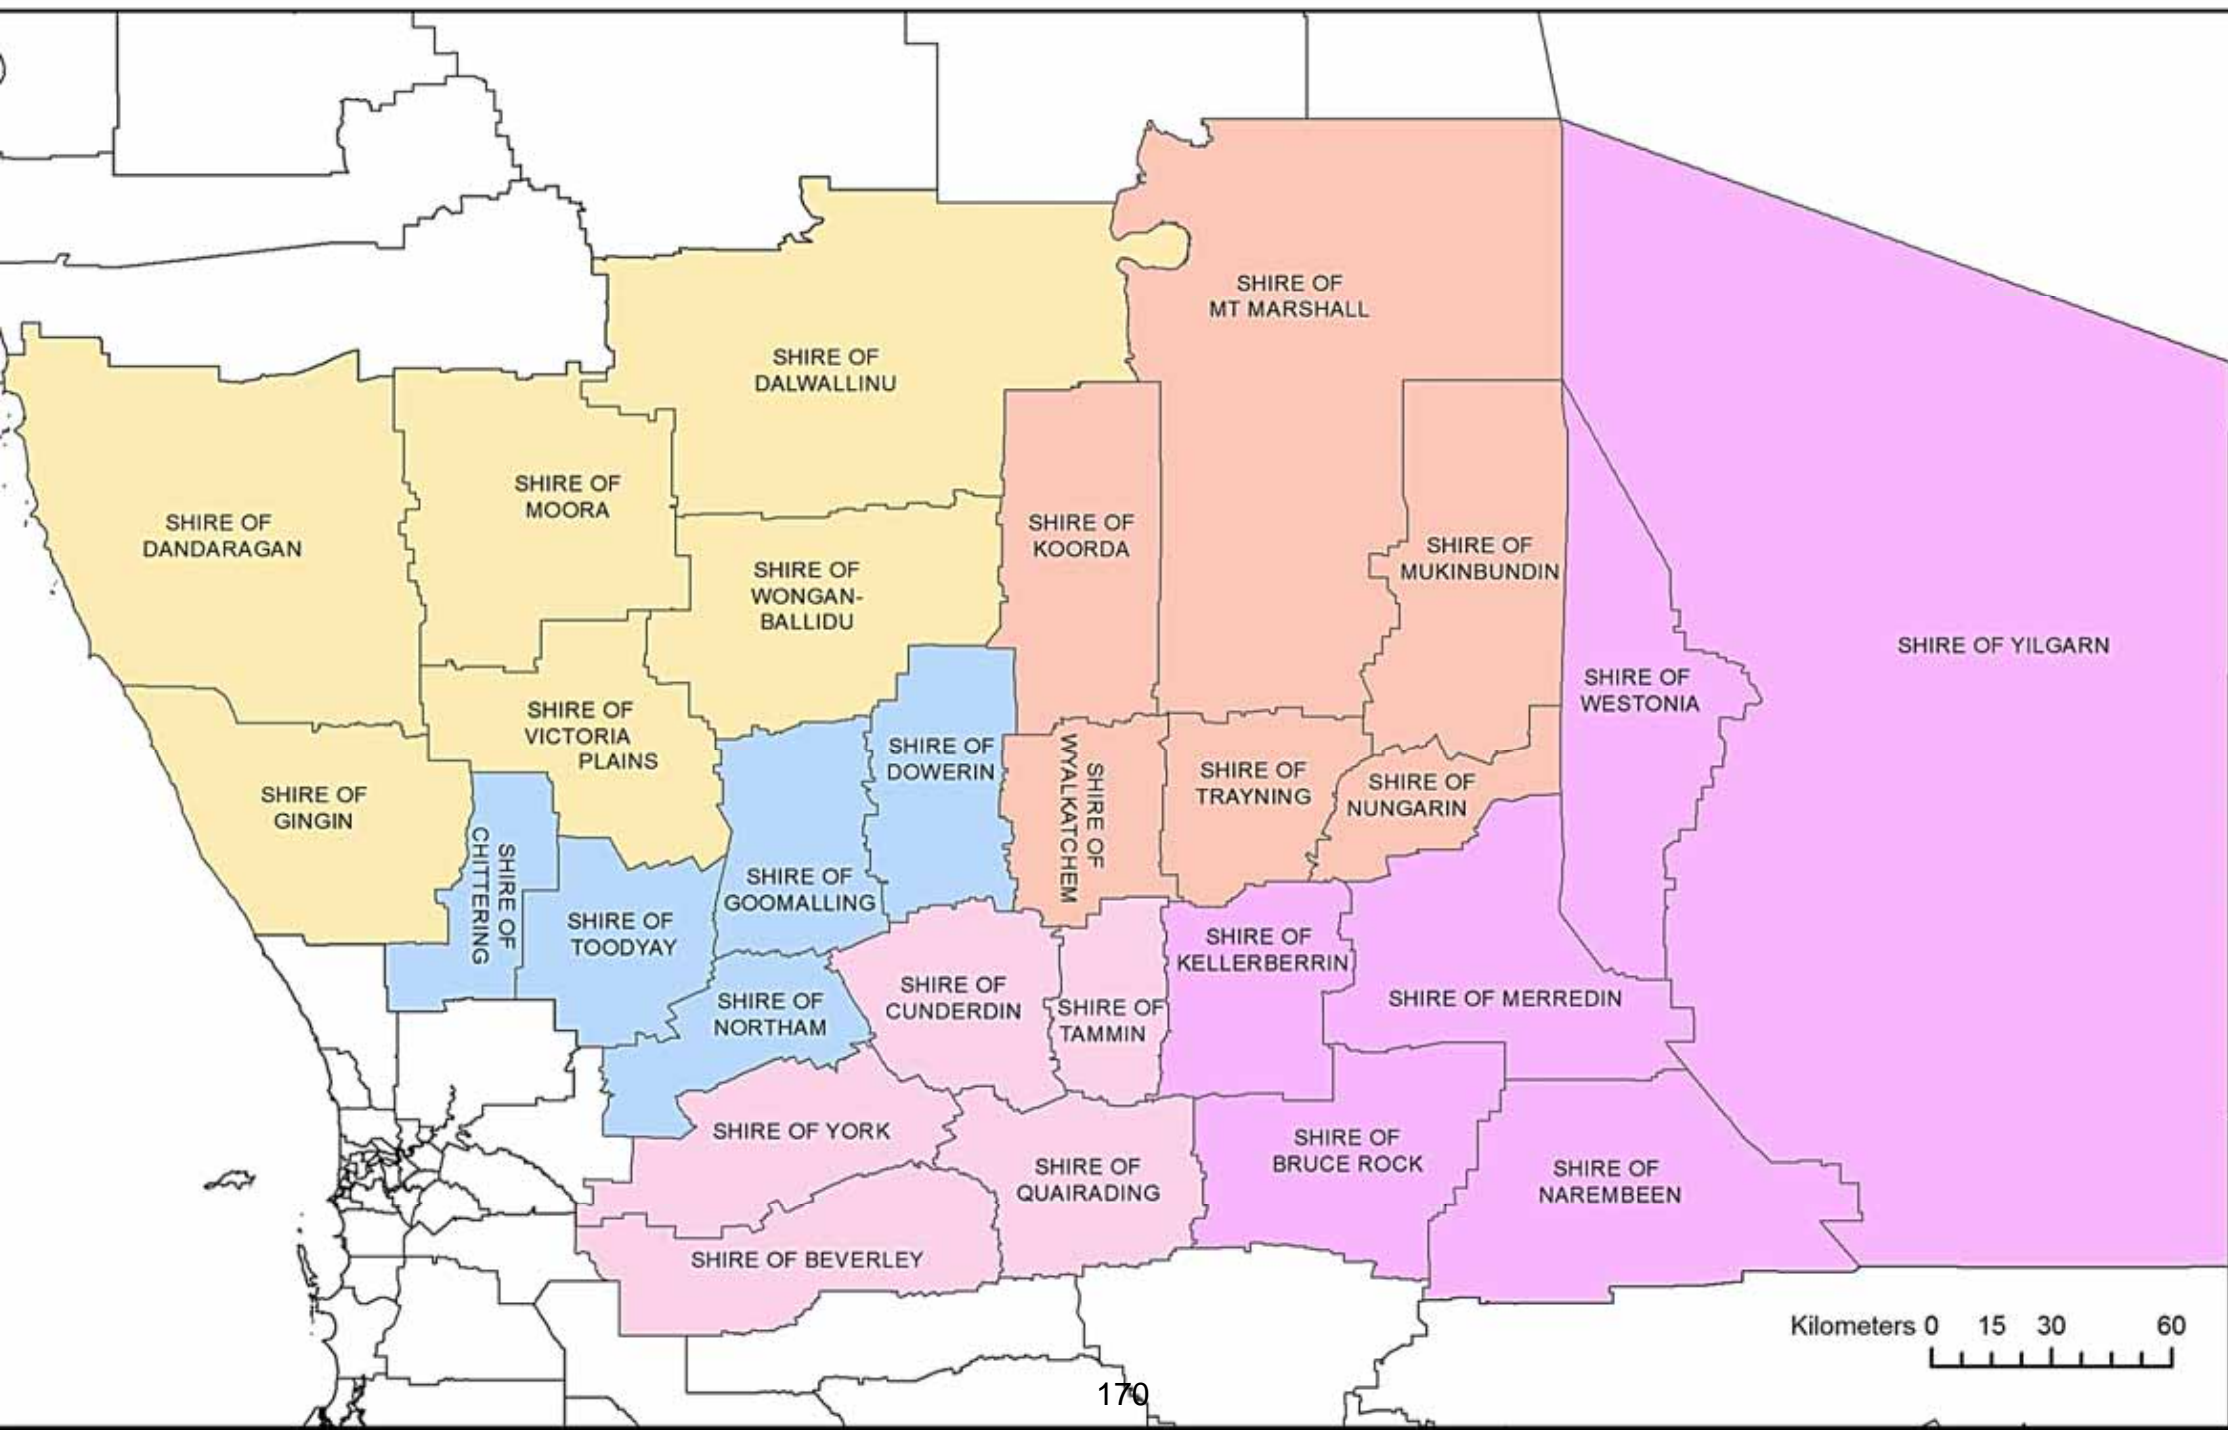 SHIRE OF
MT MARSHALL
SHIRE OF
DALWALLINU
SHIRE OF
MOORA
SHIRE OF
DANDARAGAN
SHIRE OF
KOORDA
SHIRE OF
MUKINBUNDIN
SHIRE OF
WONGAN-
BALLIDU
SHIRE OF YILGARN
SHIRE OF
WESTONIA
SHIRE OF
VICTORIA
PLAINS
SHIRE OF
DOWERIN
SHIRE OF
WYALKATCHEM
SHIRE OF
TRAYNING
SHIRE OF
NUNGARIN
SHIRE OF
GINGIN
SHIRE OF
CHITTERING
SHIRE OF
GOOMALLING
SHIRE OF
TOODYAY
SHIRE OF
KELLERBERRIN
SHIRE OF
CUNDERDIN
SHIRE OF MERREDIN
SHIRE OF
NORTHAM
SHIRE OF
TAMMIN
SHIRE OF YORK
SHIRE OF
BRUCE ROCK
SHIRE OF
QUAIRADING
SHIRE OF
NAREMBEEN
SHIRE OF BEVERLEY
Kilometers 0 15 30 60
170